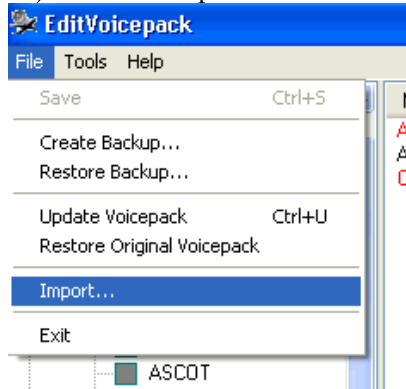 EditVoicepack
File Tools Help
Save Ctrl+S
Create Backup...
Restore Backup...
Update Voicepack Ctrl+U
Restore Original Voicepack
Import...
Exit
ASCOT